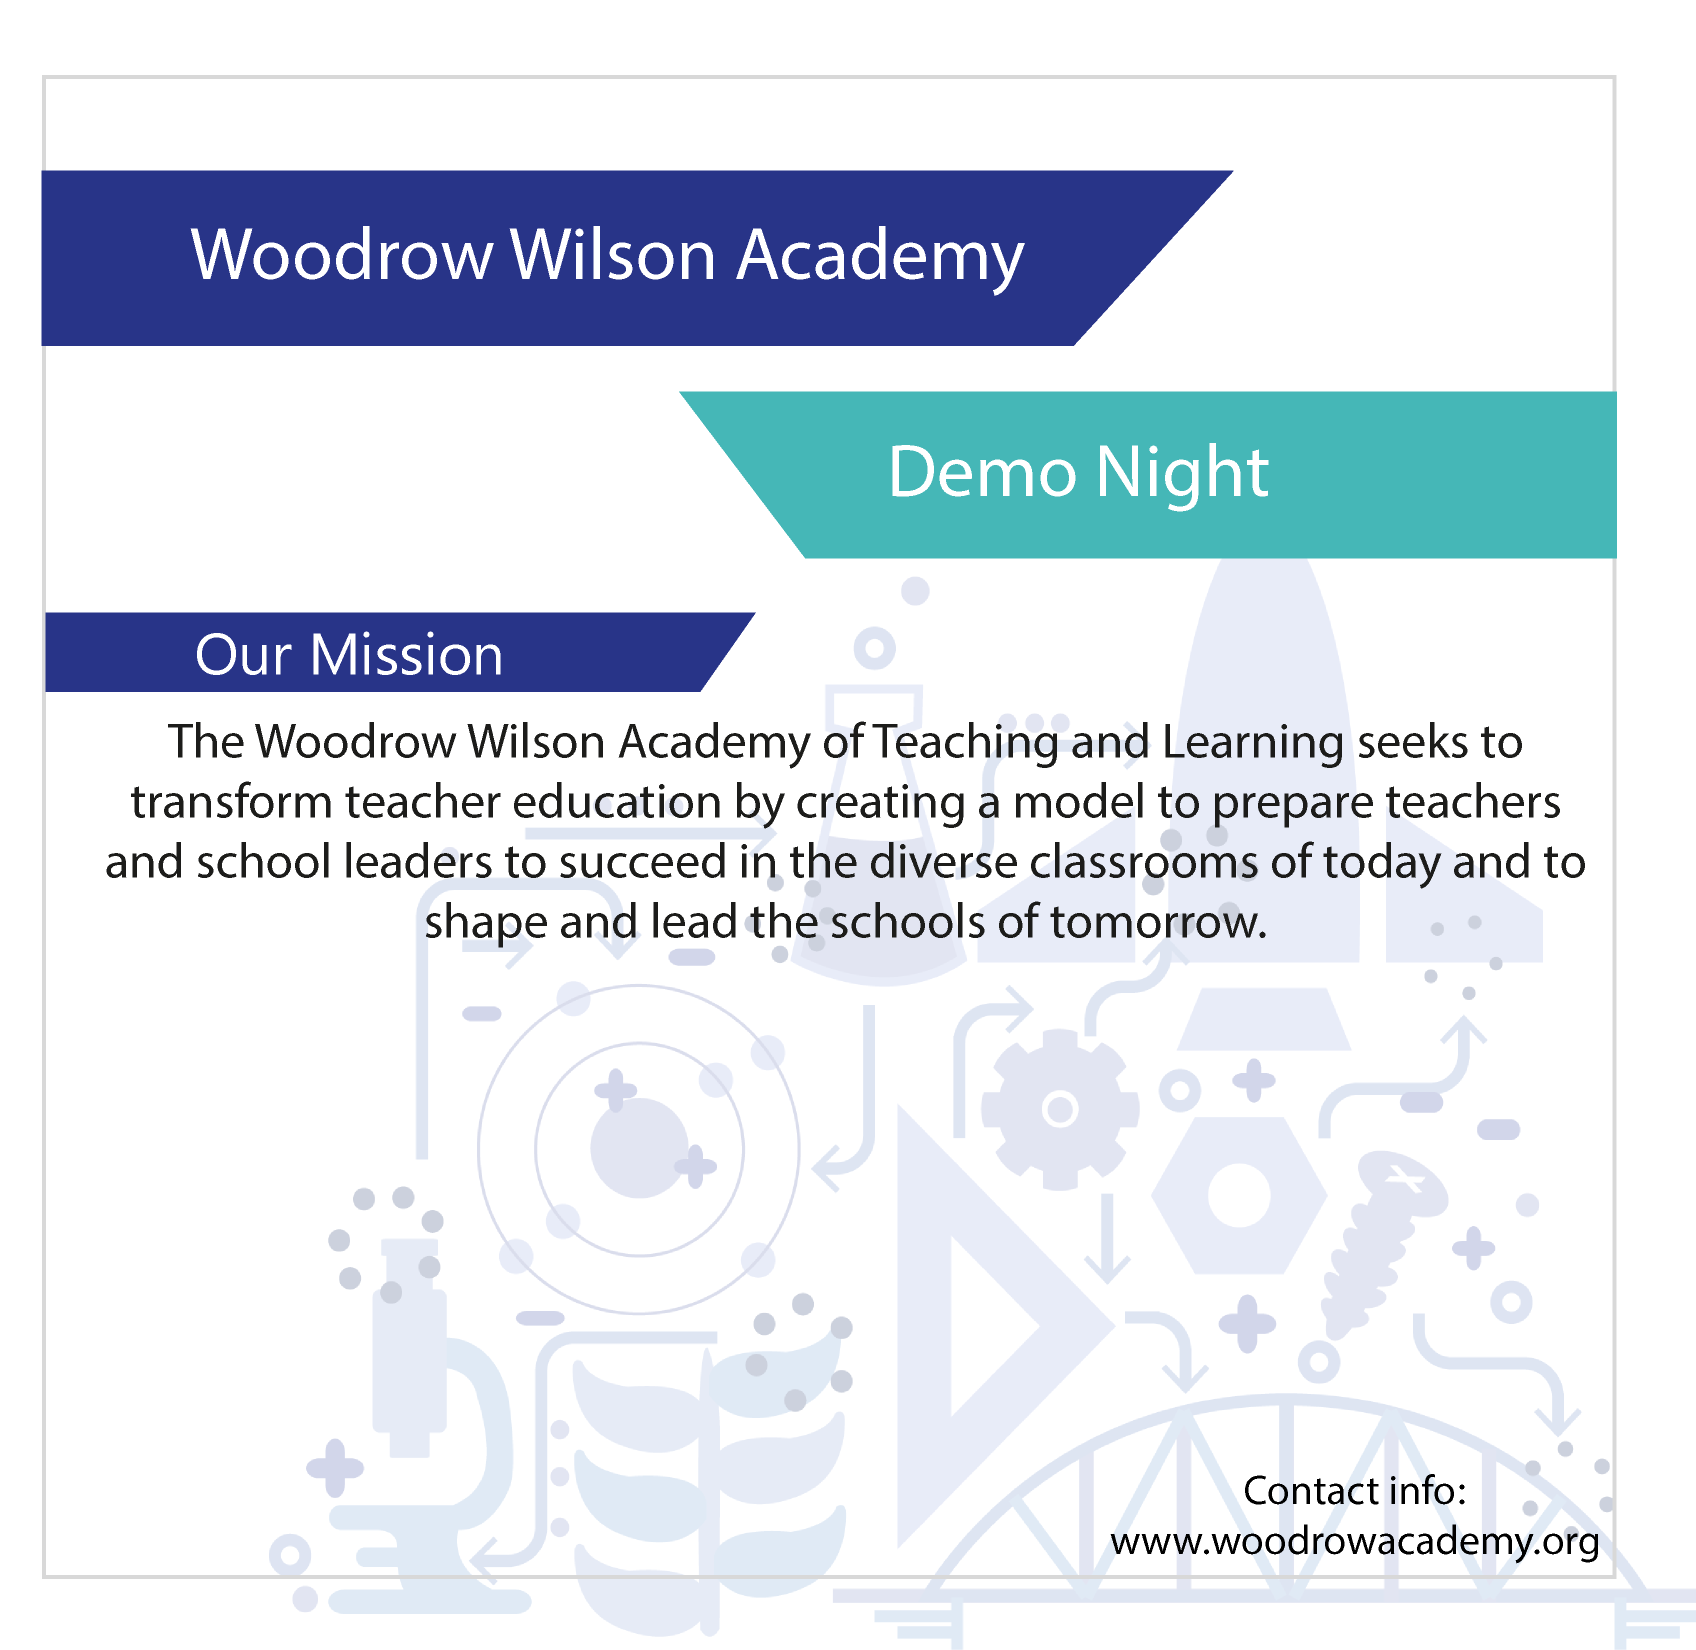 Woodrow Wilson Academy
Demo Night
Our Mission
The Woodrow Wilson Academy of Teaching and Learning seeks to
transform teacher education by creating a model to prepare teachers
and school leaders to succeed in the diverse classrooms of today and to
shape and lead the schools of tomorrow.
Contact info:
www.woodrowacademy.org